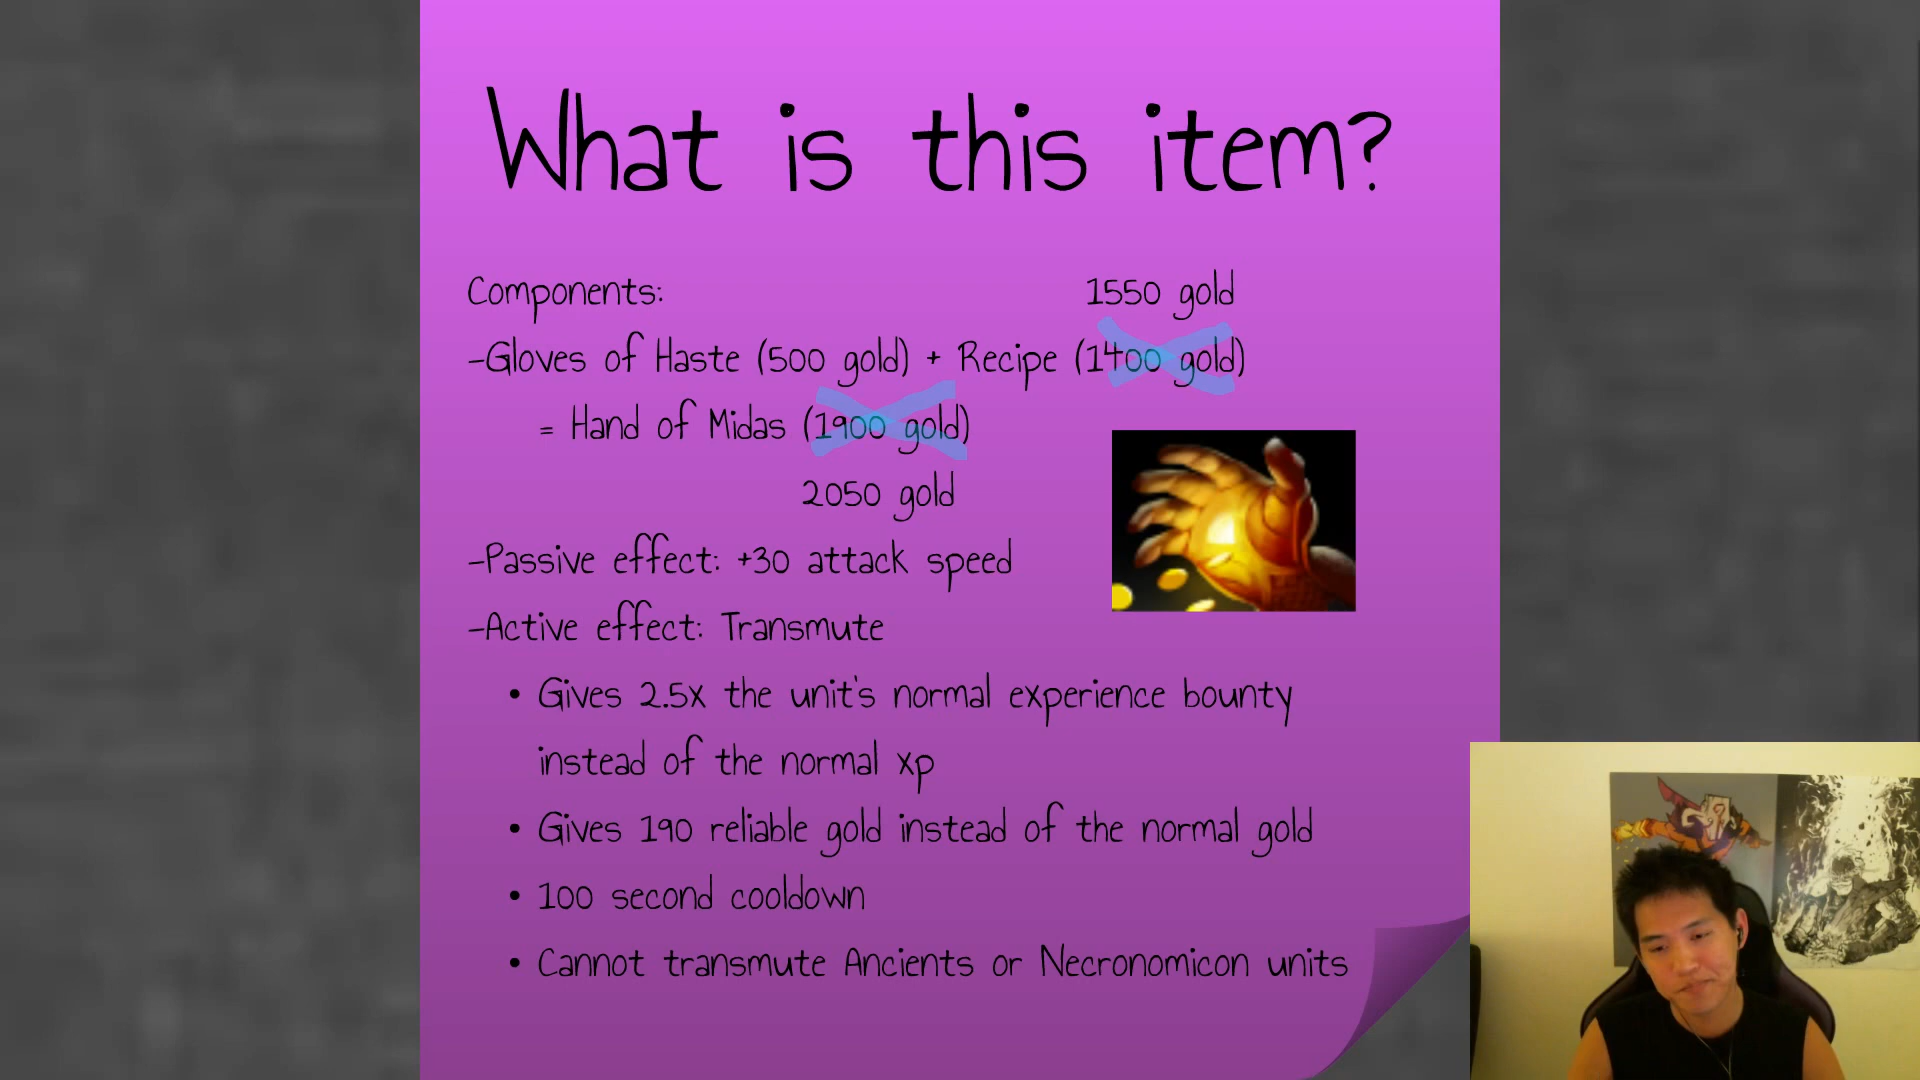 What is this item?
Components:
1550 gold
-Gloves of Haste (500 gold) + Recipe (1400 gold)
= Hand of Midas (1900 gold)
2050 gold
-Passive effect: +30 attack speed
-Active effect: Transmute
• Gives 2.5x the unit's normal experience bounty
instead of the normal xp
• Gives 190 reliable gold instead of the normal gold
• 100 second cooldown
• Cannot transmute Ancients or Necronomicon units